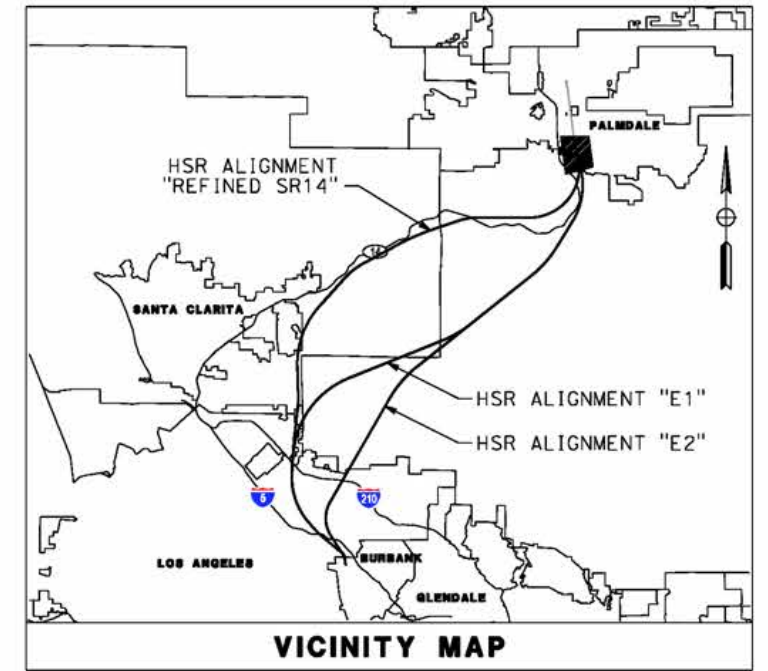 PALMDALE
HSR ALIGNMENT
"REFINED SR14"
14
SANTA CLARITA
HSR ALIGNMENT "E1"
HSR ALIGNMENT "E2"
5
210
LOS ANGELES
BURBANK
GLENDALE
VICINITY MAP